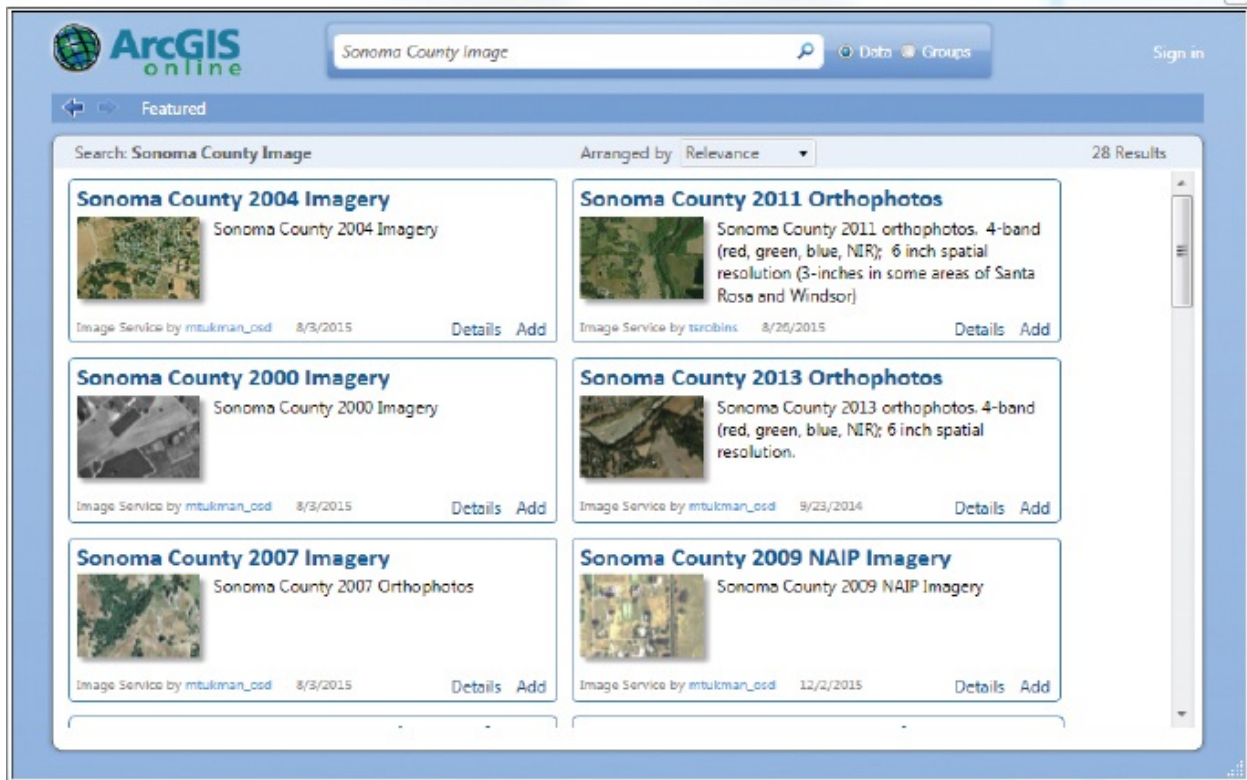 ArcGIS
online
Sonoma County Image
Data Groups
Sign in
Featured
Search: Sonoma County Image
Arranged by Relevance
28 Results
Sonoma County 2004 Imagery
Sonoma County 2004 Imagery
Image Service by mtukman_osd 8/3/2015
Details Add
Sonoma County 2011 Orthophotos
Sonoma County 2011 orthophotos. 4-band
(red, green, blue, NIR); 6 inch spatial
resolution (3-inches in some areas of Santa
Rosa and Windsor)
Image Service by tsrobins 8/26/2015
Details Add
Sonoma County 2000 Imagery
Sonoma County 2000 Imagery
Image Service by mtukman_osd 8/3/2015
Details Add
Sonoma County 2013 Orthophotos
Sonoma County 2013 orthophotos. 4-band
(red, green, blue, NIR); 6 inch spatial
resolution.
Image Service by mtukman_osd 9/23/2014
Details Add
Sonoma County 2007 Imagery
Sonoma County 2007 Orthophotos
Image Service by mtukman_osd 8/3/2015
Details Add
Sonoma County 2009 NAIP Imagery
Sonoma County 2009 NAIP Imagery
Image Service by mtukman_osd 12/2/2015
Details Add